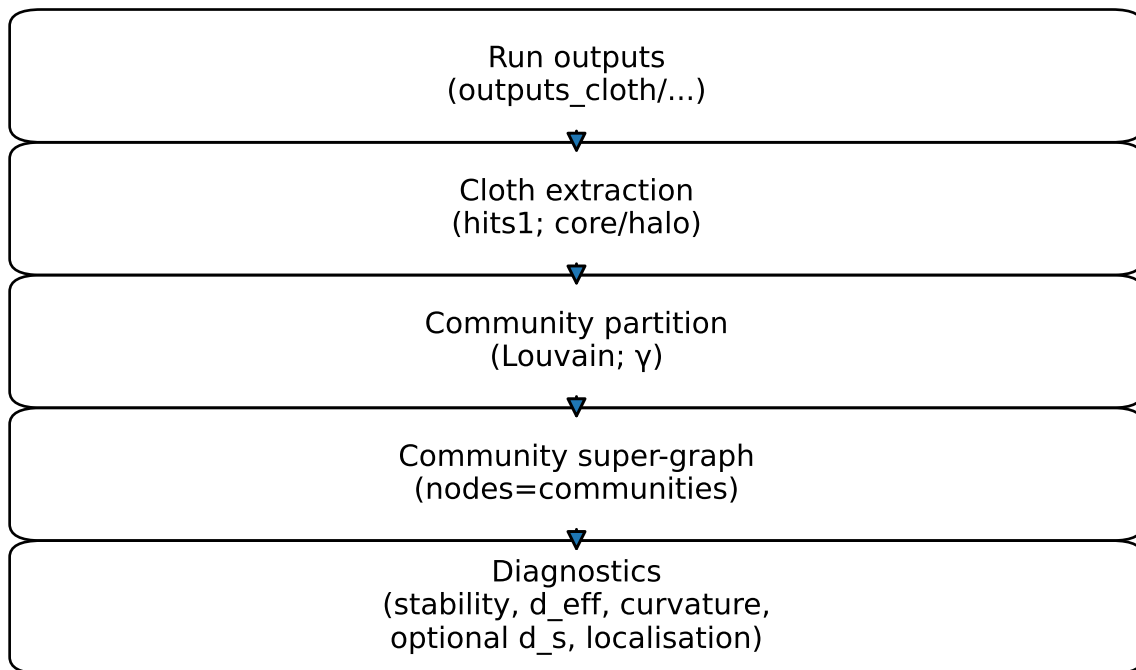 Run outputs
(outputs_cloth/...)
Cloth extraction
(hits1; core/halo)
Community partition
(Louvain; γ)
Community super-graph
(nodes=communities)
Diagnostics
(stability, d_eff, curvature,
optional d_s, localisation)